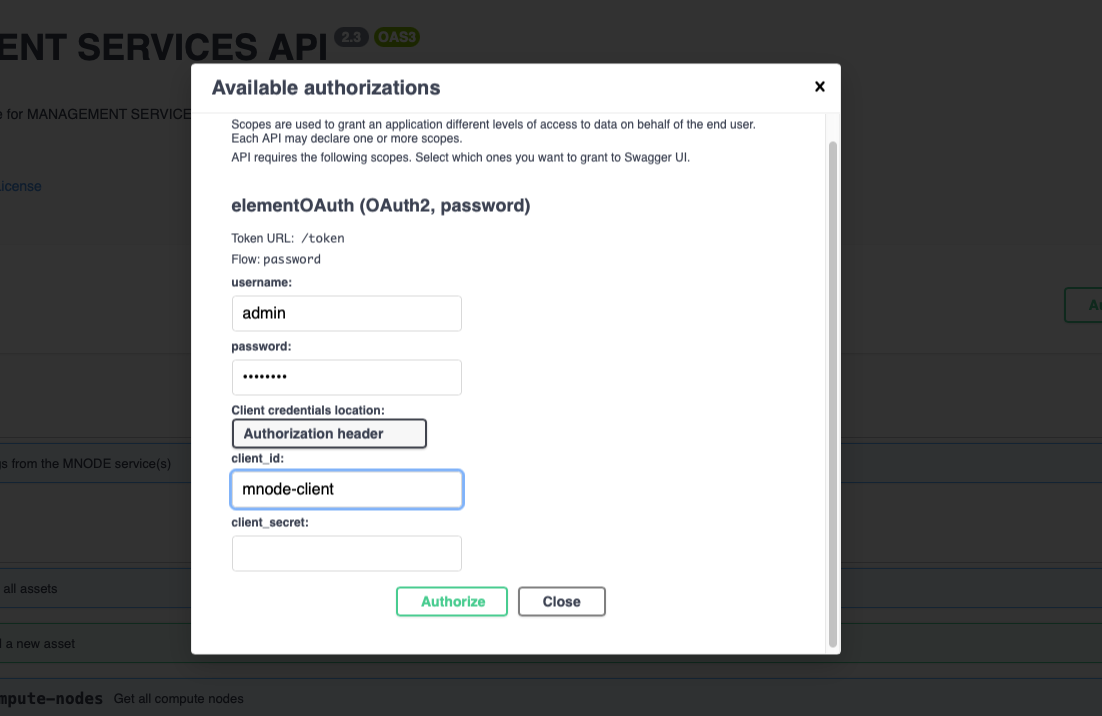 ENT SERVICES API 2.3 OAS3
Available authorizations
for MANAGEMENT SERVICE
Scopes are used to grant an application different levels of access to data on behalf of the end user.
Each API may declare one or more scopes.
API requires the following scopes. Select which ones you want to grant to Swagger UI.
icense
elementOAuth (OAuth2, password)
Token URL: /token
Flow: password
username:
admin
password:
••••••••
Client credentials location:
Authorization header
client_id:
gs from the MNODE service(s)
mnode-client
client_secret:
all assets
Authorize
Close
a new asset
mpute-nodes Get all compute nodes